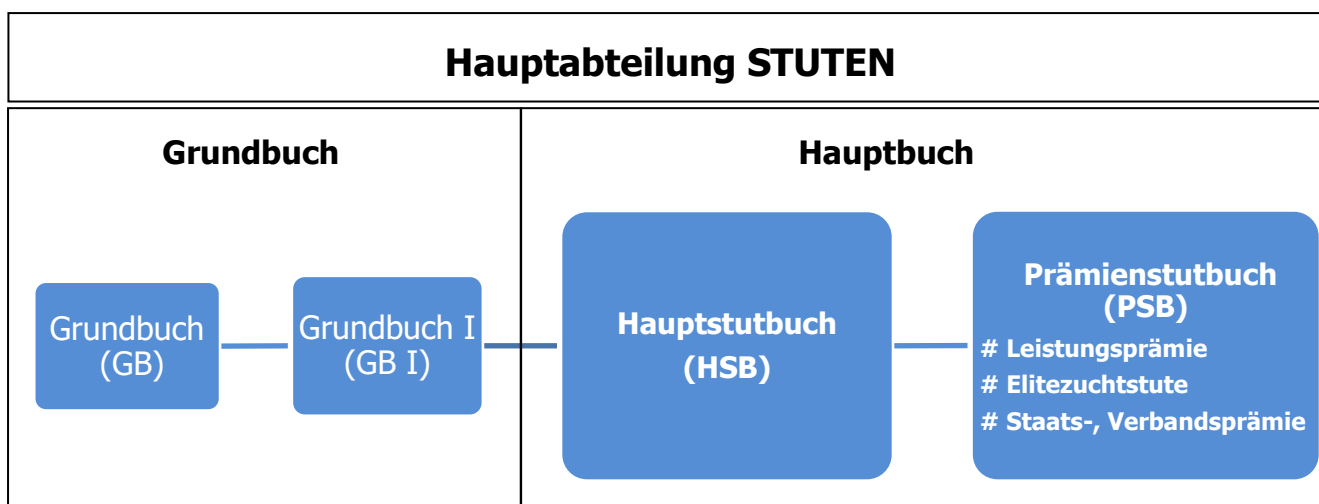 Hauptabteilung STUTEN
Grundbuch
Hauptbuch
Grundbuch
(GB)
Grundbuch I
(GB I)
Hauptstutbuch
(HSB)
Prämienstutbuch
(PSB)
# Leistungsprämie
# Elitezuchtstute
# Staats-, Verbandsprämie